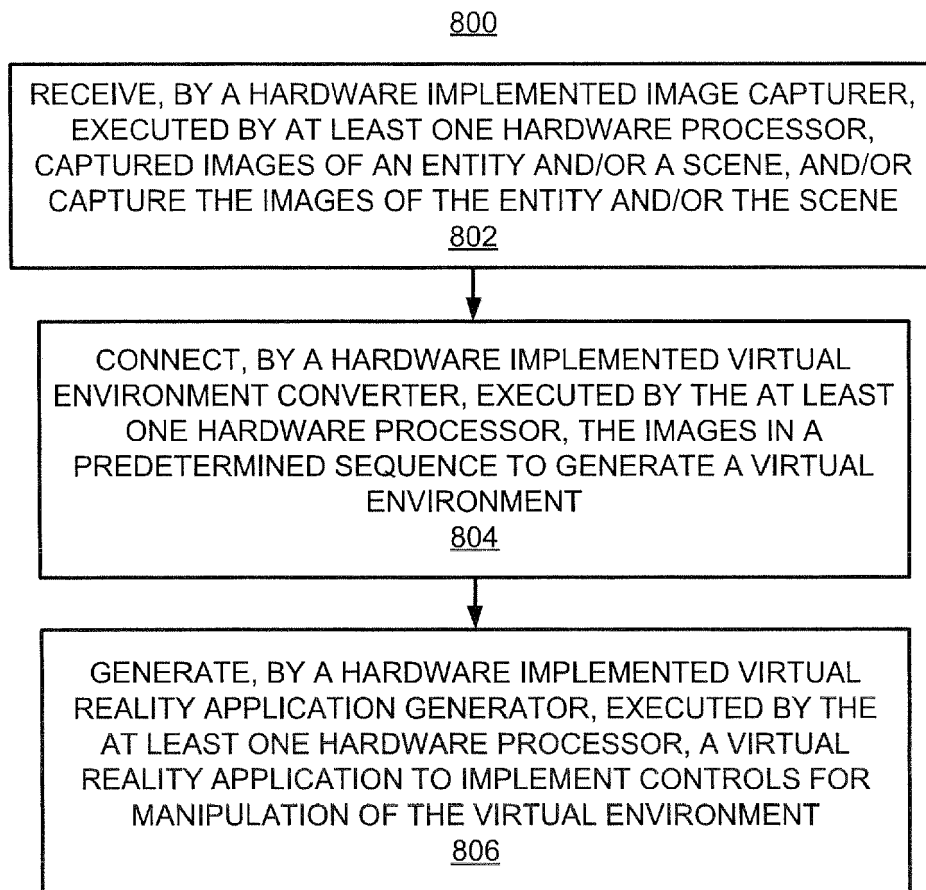 800
RECEIVE, BY A HARDWARE IMPLEMENTED IMAGE CAPTURER,
EXECUTED BY AT LEAST ONE HARDWARE PROCESSOR,
CAPTURED IMAGES OF AN ENTITY AND/OR A SCENE, AND/OR
CAPTURE THE IMAGES OF THE ENTITY AND/OR THE SCENE
802
CONNECT, BY A HARDWARE IMPLEMENTED VIRTUAL
ENVIRONMENT CONVERTER, EXECUTED BY THE AT LEAST
ONE HARDWARE PROCESSOR, THE IMAGES IN A
PREDETERMINED SEQUENCE TO GENERATE A VIRTUAL
ENVIRONMENT
804
GENERATE, BY A HARDWARE IMPLEMENTED VIRTUAL
REALITY APPLICATION GENERATOR, EXECUTED BY THE
AT LEAST ONE HARDWARE PROCESSOR, A VIRTUAL
REALITY APPLICATION TO IMPLEMENT CONTROLS FOR
MANIPULATION OF THE VIRTUAL ENVIRONMENT
806